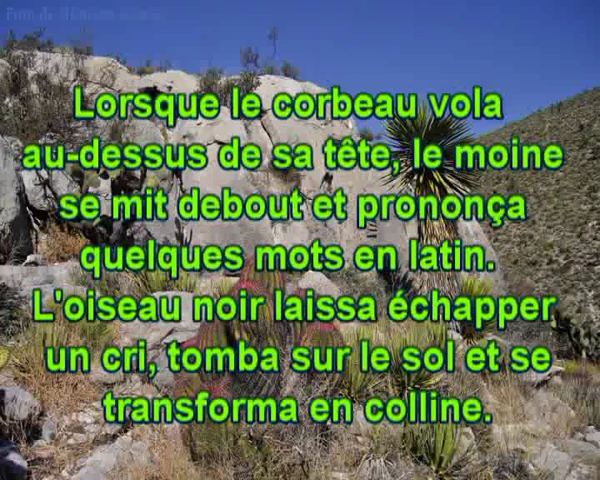 Lorsque le corbeau vola
au-dessus de sa tête, le moine
se mit debout et prononça
quelques mots en latin.
L'oiseau noir laissa échapper
un cri, tomba sur le sol et se
transforma en colline.